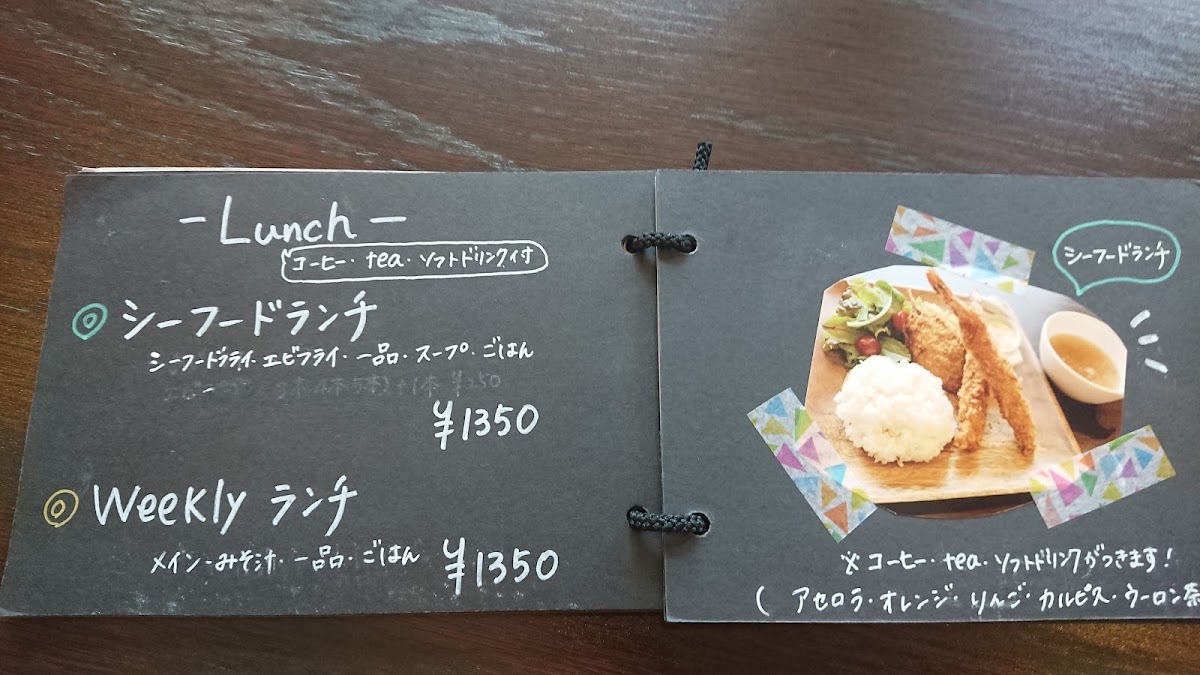 - Lunch -
コーヒー・tea・ソフトドリンク付
◎ シーフードランチ
シーフードフライ・エビフライ・一品・スープ・ごはん
¥1350
◎ Weekly ランチ
メイン・みそ汁・一品・ごはん ¥1350
シーフードランチ
※コーヒー・tea・ソフトドリンクがつきます!
( アセロラ・オレンジ・りんご・カルピス・ウーロン茶